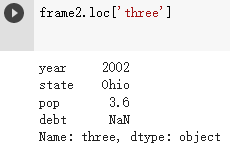 frame2.loc['three']
year     2002
state    Ohio
pop       3.6
debt      NaN
Name: three, dtype: object